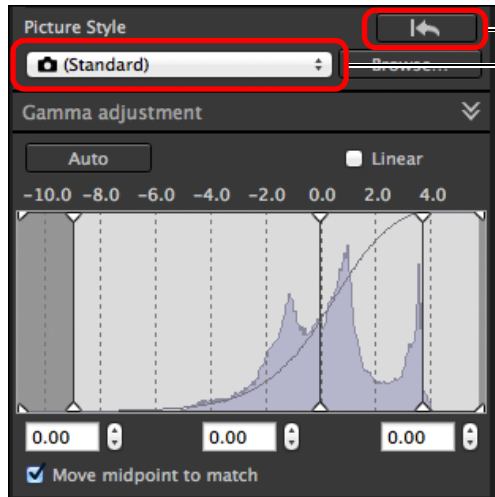 Picture Style
(Standard)
Browse...
Gamma adjustment
Auto
Linear
-10.0 -8.0 -6.0 -4.0 -2.0 0.0 2.0 4.0
0.00 0.00 0.00
Move midpoint to match